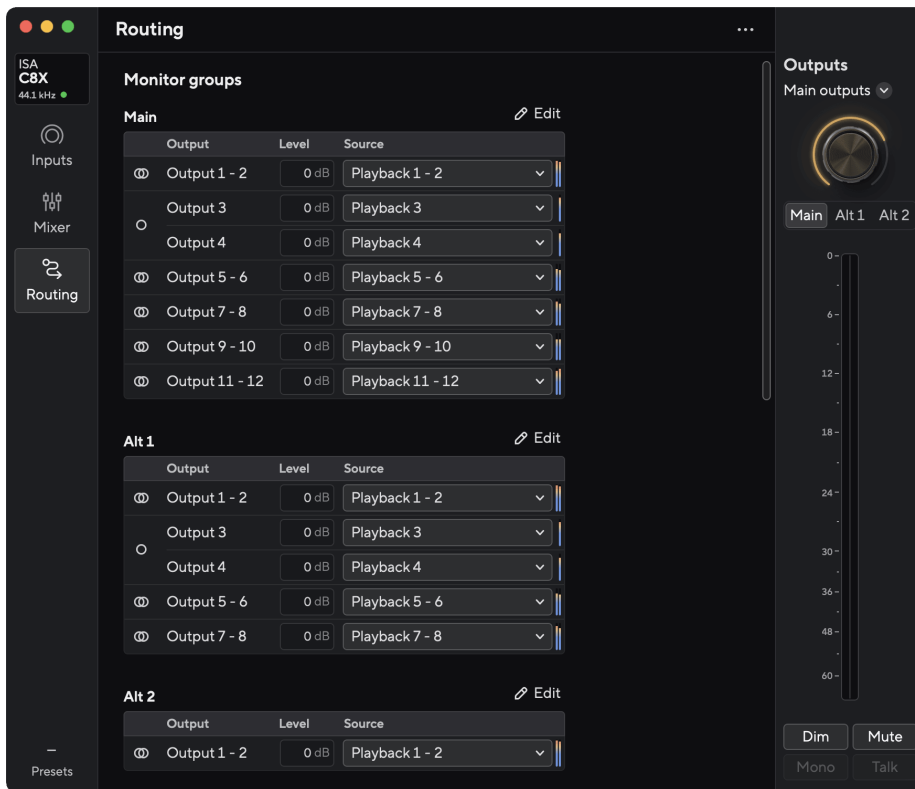 Routing
...
ISA
C8X
44.1 kHz
Inputs
Mixer
Routing
–
Presets
Monitor groups
Main
Edit
Output Level Source
Output 1 - 2 0 dB Playback 1 - 2
Output 3 0 dB Playback 3
Output 4 0 dB Playback 4
Output 5 - 6 0 dB Playback 5 - 6
Output 7 - 8 0 dB Playback 7 - 8
Output 9 - 10 0 dB Playback 9 - 10
Output 11 - 12 0 dB Playback 11 - 12
Alt 1
Edit
Output Level Source
Output 1 - 2 0 dB Playback 1 - 2
Output 3 0 dB Playback 3
Output 4 0 dB Playback 4
Output 5 - 6 0 dB Playback 5 - 6
Output 7 - 8 0 dB Playback 7 - 8
Alt 2
Edit
Output Level Source
Output 1 - 2 0 dB Playback 1 - 2
Outputs
Main outputs
Main Alt 1 Alt 2
0
6
12
18
24
30
36
48
60
Dim Mute
Mono Talk